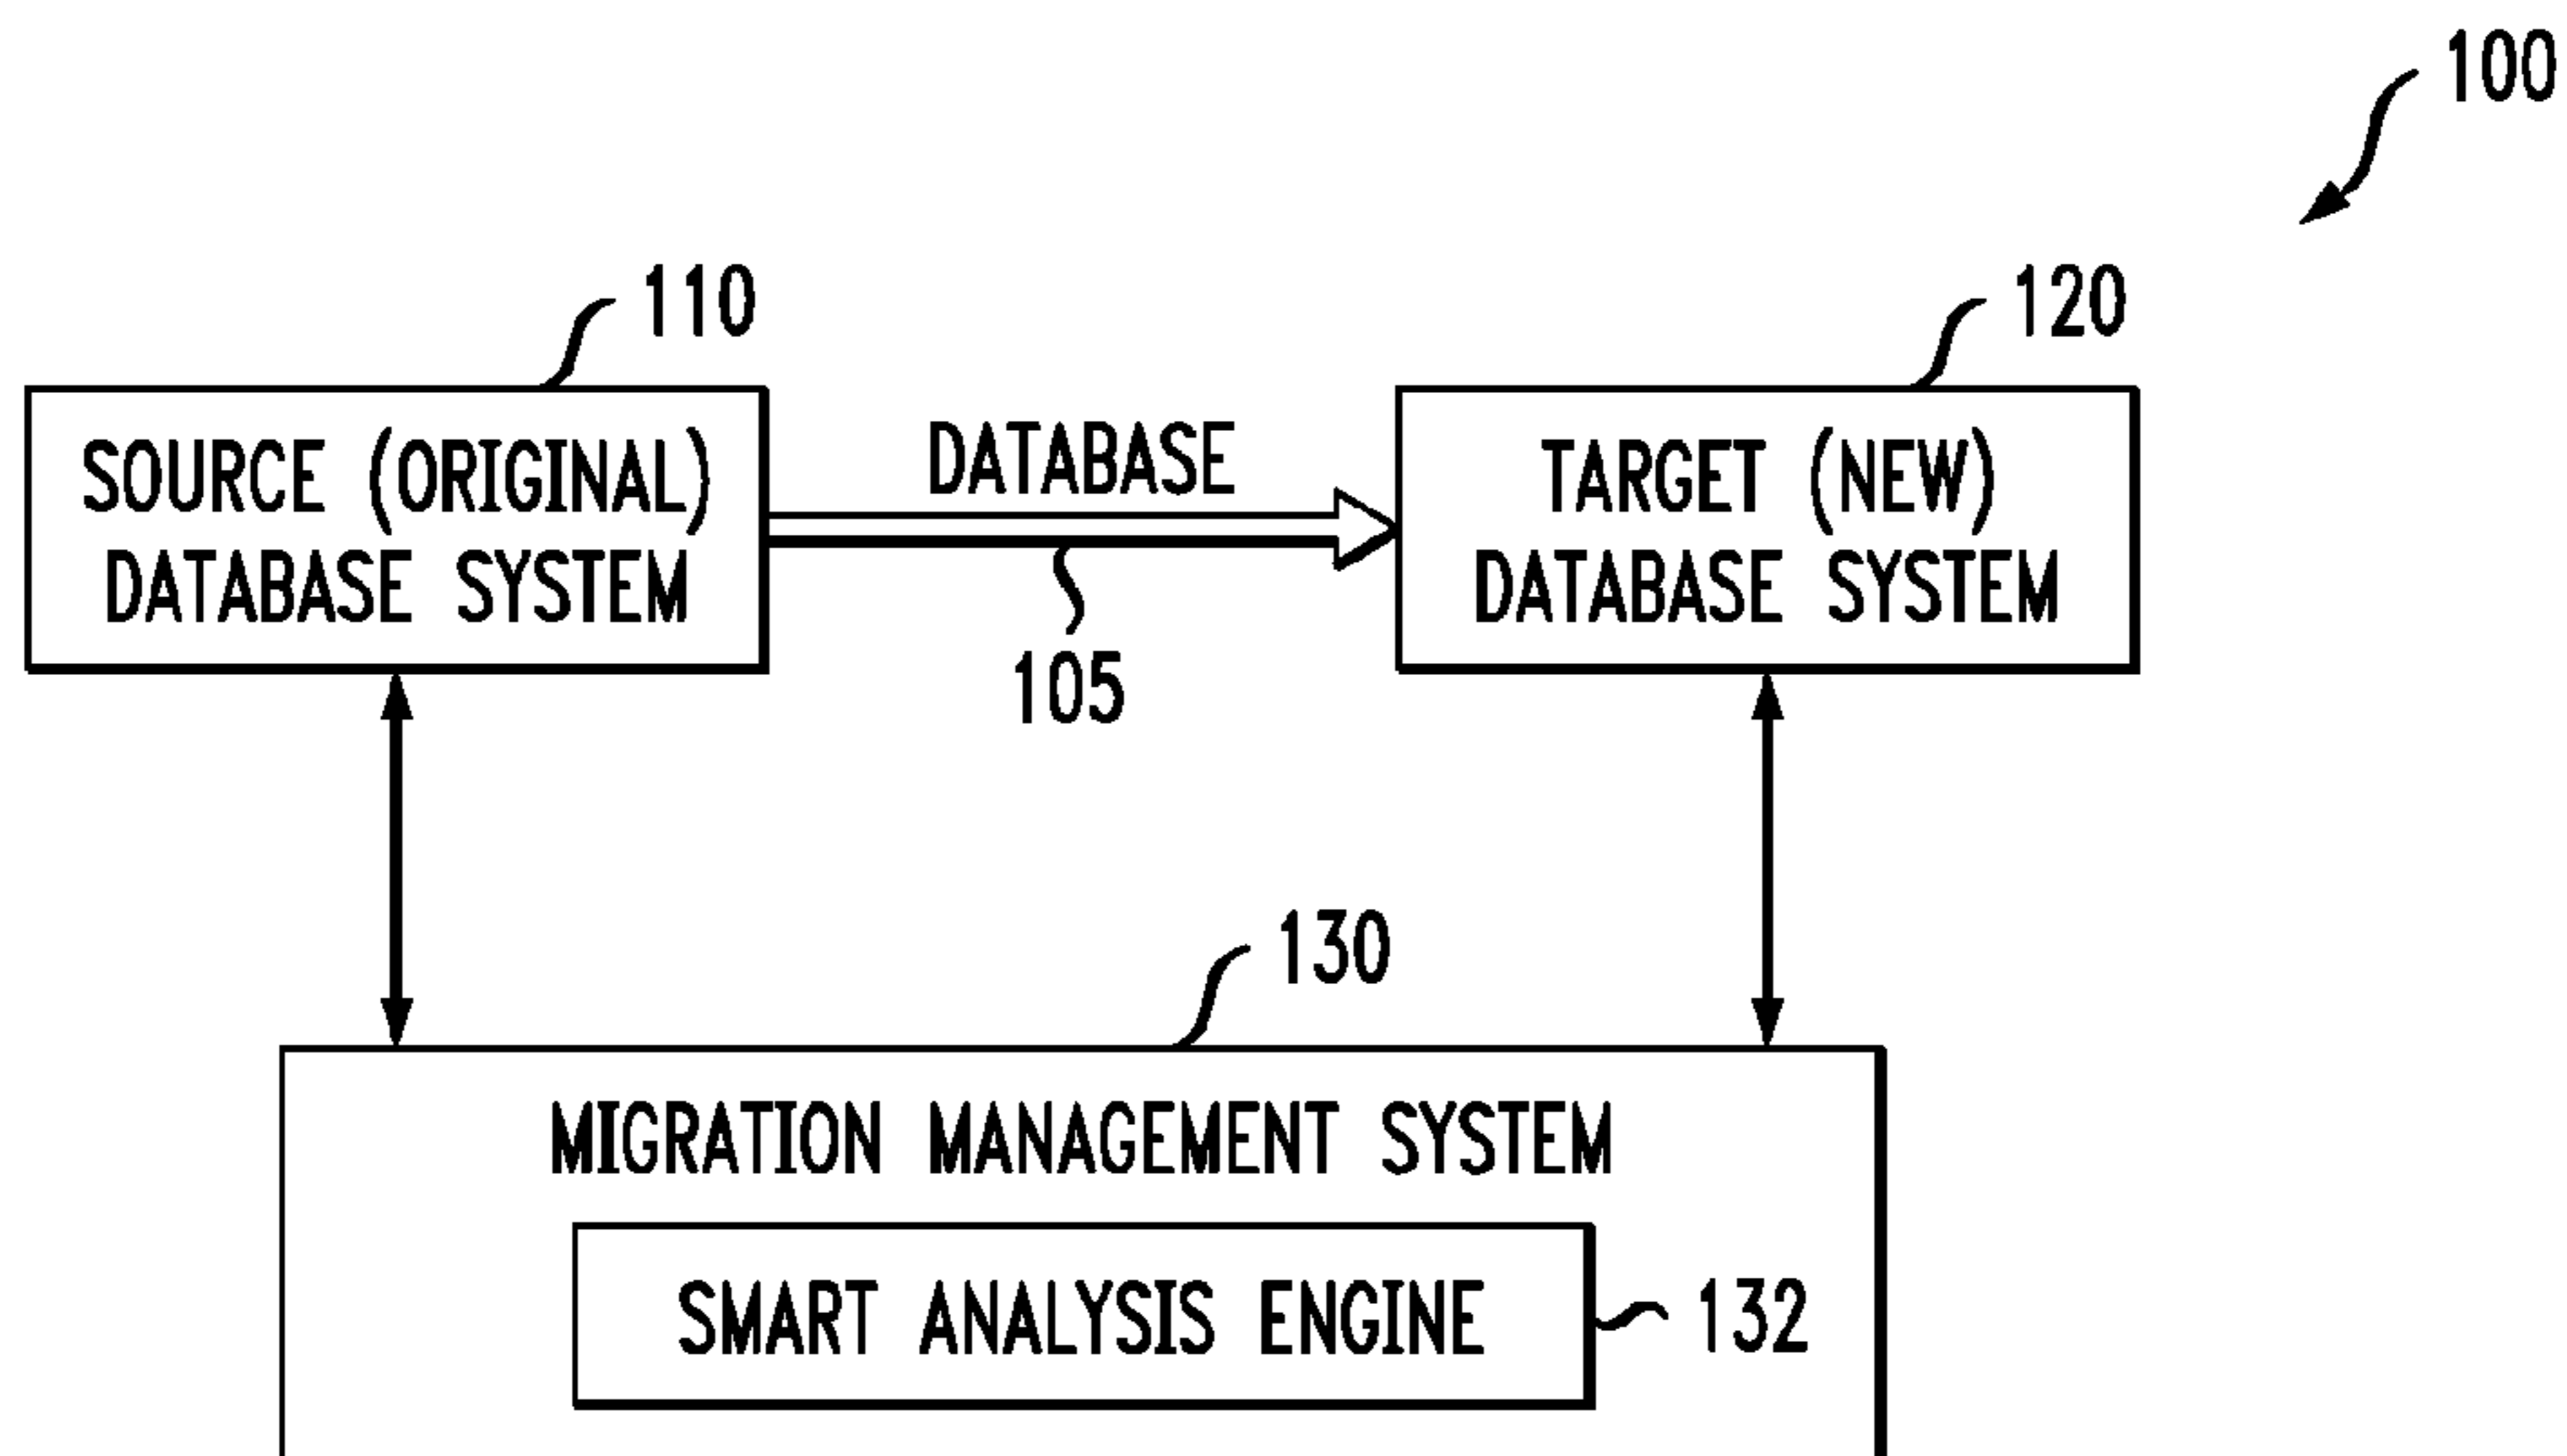 100
110
120
SOURCE (ORIGINAL)
DATABASE SYSTEM
DATABASE
105
TARGET (NEW)
DATABASE SYSTEM
130
MIGRATION MANAGEMENT SYSTEM
SMART ANALYSIS ENGINE
132